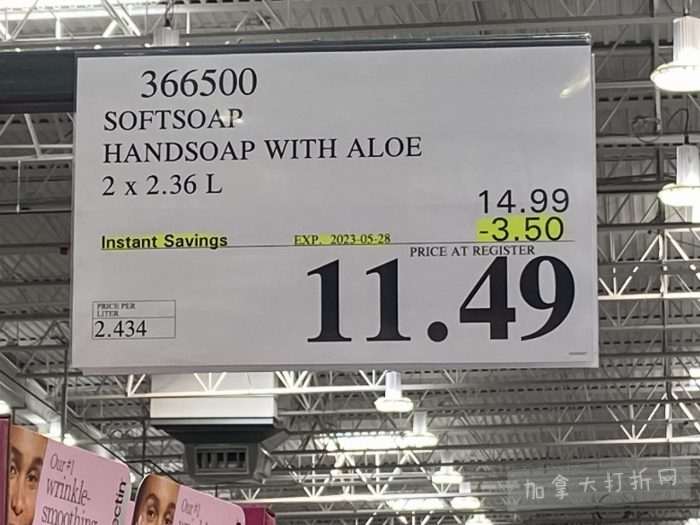 366500
SOFTSOAP
HANDSOAP WITH ALOE
2 x 2.36 L
14.99
-3.50
Instant Savings
EXP. 2023-05-28
PRICE AT REGISTER
11.49
PRICE PER
LITER
2.434
Our #1
wrinkle-
smoothing
Our #1
加拿大打折网